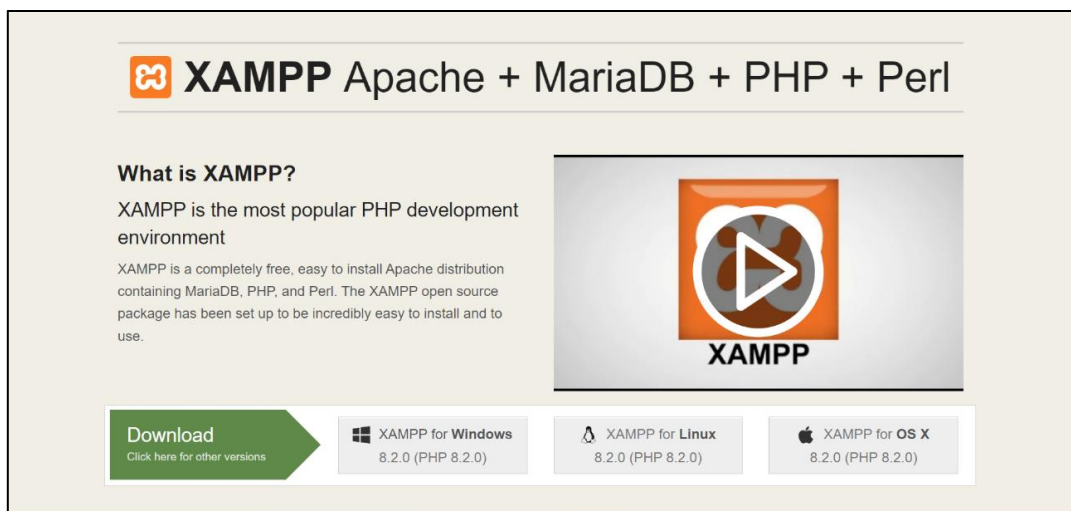 XAMPP Apache + MariaDB + PHP + Perl
What is XAMPP?
XAMPP is the most popular PHP development
environment
XAMPP is a completely free, easy to install Apache distribution
containing MariaDB, PHP, and Perl. The XAMPP open source
package has been set up to be incredibly easy to install and to
use.
XAMPP
Download
Click here for other versions
XAMPP for Windows
8.2.0 (PHP 8.2.0)
XAMPP for Linux
8.2.0 (PHP 8.2.0)
XAMPP for OS X
8.2.0 (PHP 8.2.0)